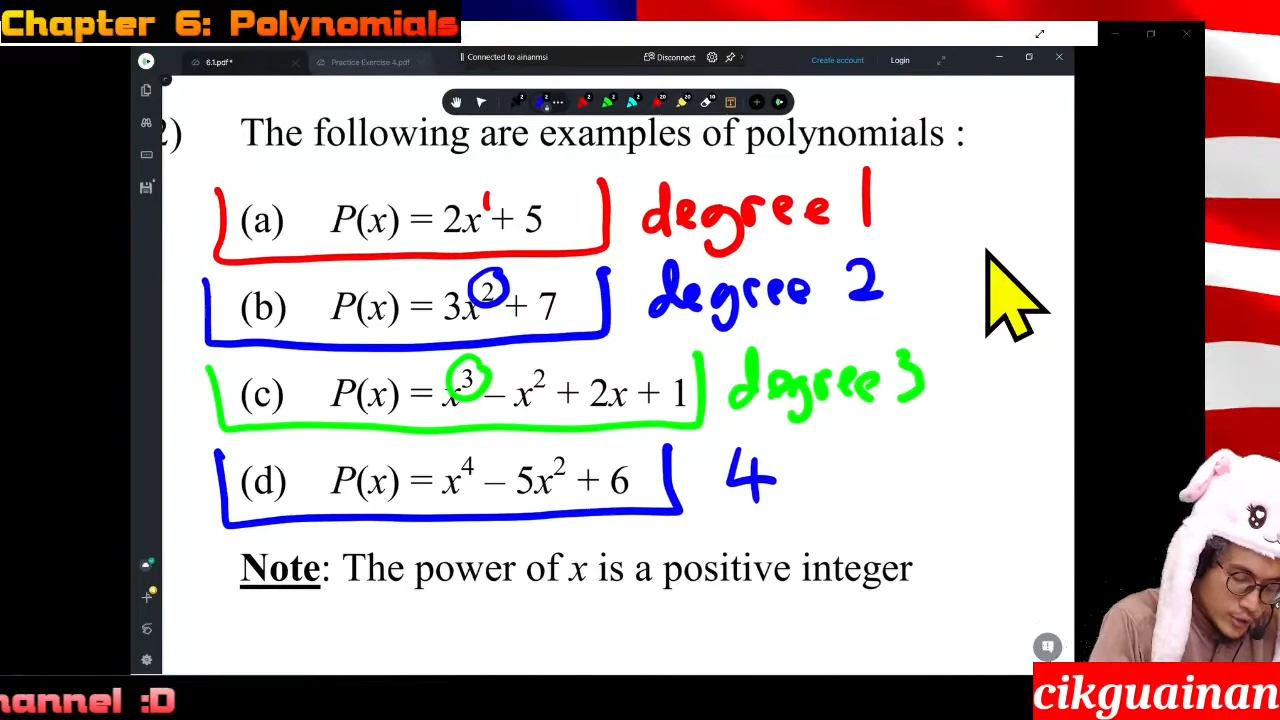 Chapter 6: Polynomials
6.1.pdf*
Practice Exercise 4.pdf
Connected to ainanmsi
Disconnect
Create account
Login
2) The following are examples of polynomials :
(a) P(x) = 2x¹ + 5 degree 1
(b) P(x) = 3x² + 7 degree 2
(c) P(x) = x³ – x² + 2x + 1 degree 3
(d) P(x) = x⁴ – 5x² + 6 4
Note: The power of x is a positive integer
hannel :D
cikguainan